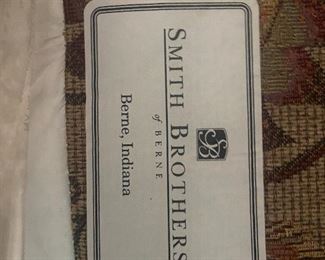 SB
SMITH BROTHERS
of BERNE
Berne, Indiana